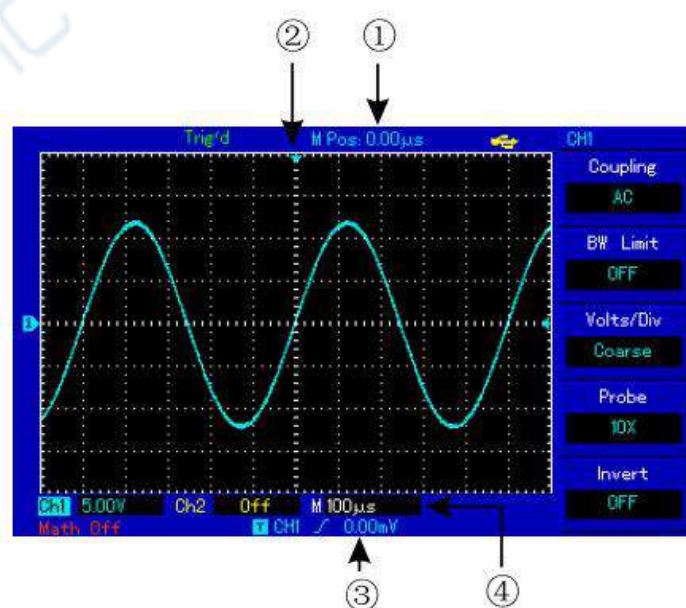 ② ①
Trig'd M Pos: 0.00μs CH1
Coupling
AC
BW Limit
OFF
Volts/Div
Coarse
1
Probe
10X
Invert
OFF
Ch1 5.00V Ch2 Off M 100μs
Math Off T CH1 0.00mV
③ ④